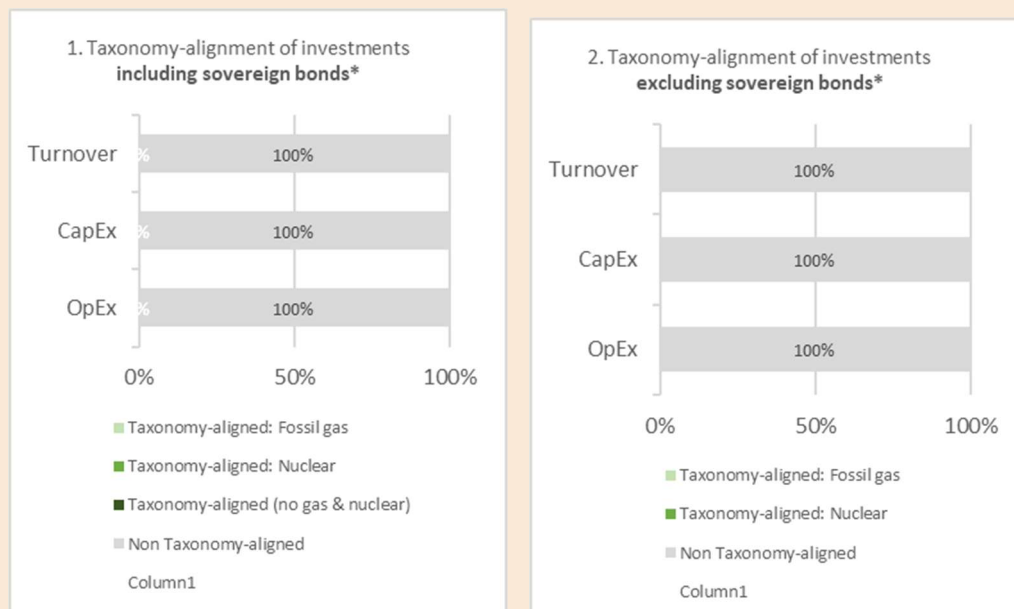 1. Taxonomy-alignment of investments
including sovereign bonds*
Turnover
%
100%
CapEx
%
100%
OpEx
%
100%
0%
50%
100%
Taxonomy-aligned: Fossil gas
Taxonomy-aligned: Nuclear
Taxonomy-aligned (no gas & nuclear)
Non Taxonomy-aligned
Column1
2. Taxonomy-alignment of investments
excluding sovereign bonds*
Turnover
100%
CapEx
100%
OpEx
100%
0%
50%
100%
Taxonomy-aligned: Fossil gas
Taxonomy-aligned: Nuclear
Non Taxonomy-aligned
Column1